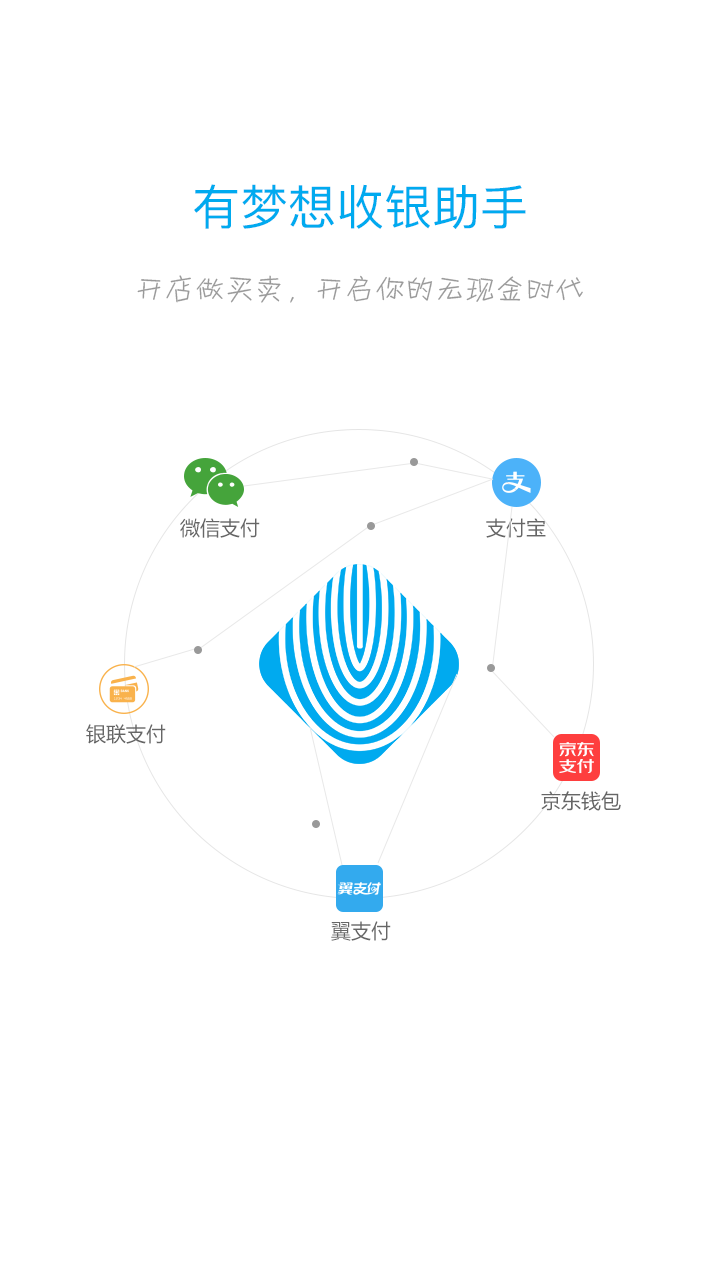 有梦想收银助手
开店做买卖，开启你的无现金时代
微信支付
支付宝
银联支付
京东
支付
京东钱包
翼支付
翼支付